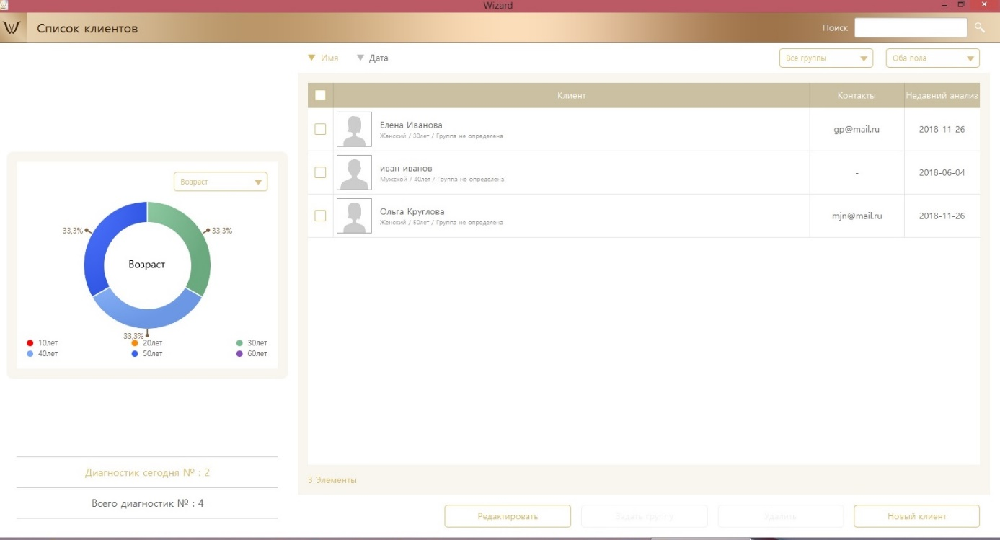 Wizard
W Список клиентов
Поиск
Имя Дата
Все группы Оба пола
Клиент Контакты Недавний анализ
Елена Иванова
Женский / 30лет / Группа не определена
gp@mail.ru 2018-11-26
иван иванов
Мужской / 40лет / Группа не определена
- 2018-06-04
Ольга Круглова
Женский / 50лет / Группа не определена
mjn@mail.ru 2018-11-26
3 Элементы
Возраст
33,3% 33,3%
Возраст
33,3%
10лет 20лет 30лет
40лет 50лет 60лет
Диагностик сегодня № : 2
Всего диагностик № : 4
Редактировать Задать группу Удалить Новый клиент